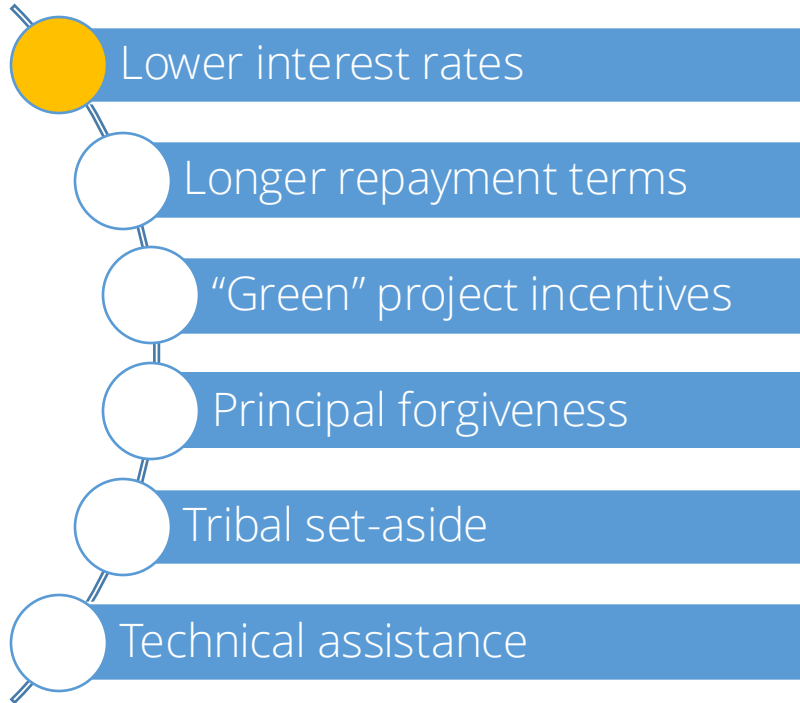 Lower interest rates
Longer repayment terms
“Green” project incentives
Principal forgiveness
Tribal set-aside
Technical assistance